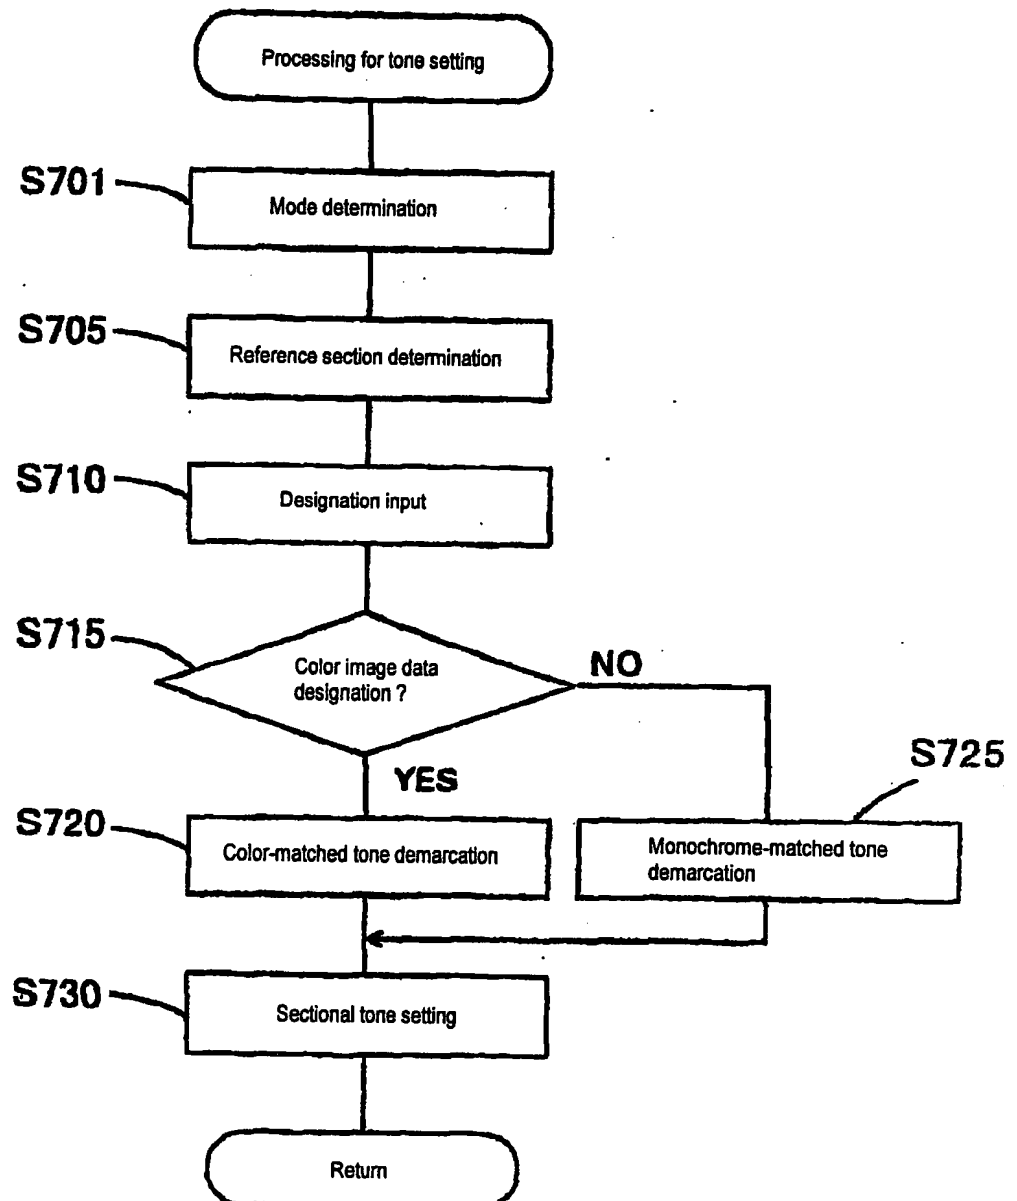 Processing for tone setting
S701
Mode determination
S705
Reference section determination
S710
Designation input
S715
Color image data
designation ?
NO
YES
S725
S720
Color-matched tone demarcation
Monochrome-matched tone
demarcation
S730
Sectional tone setting
Return